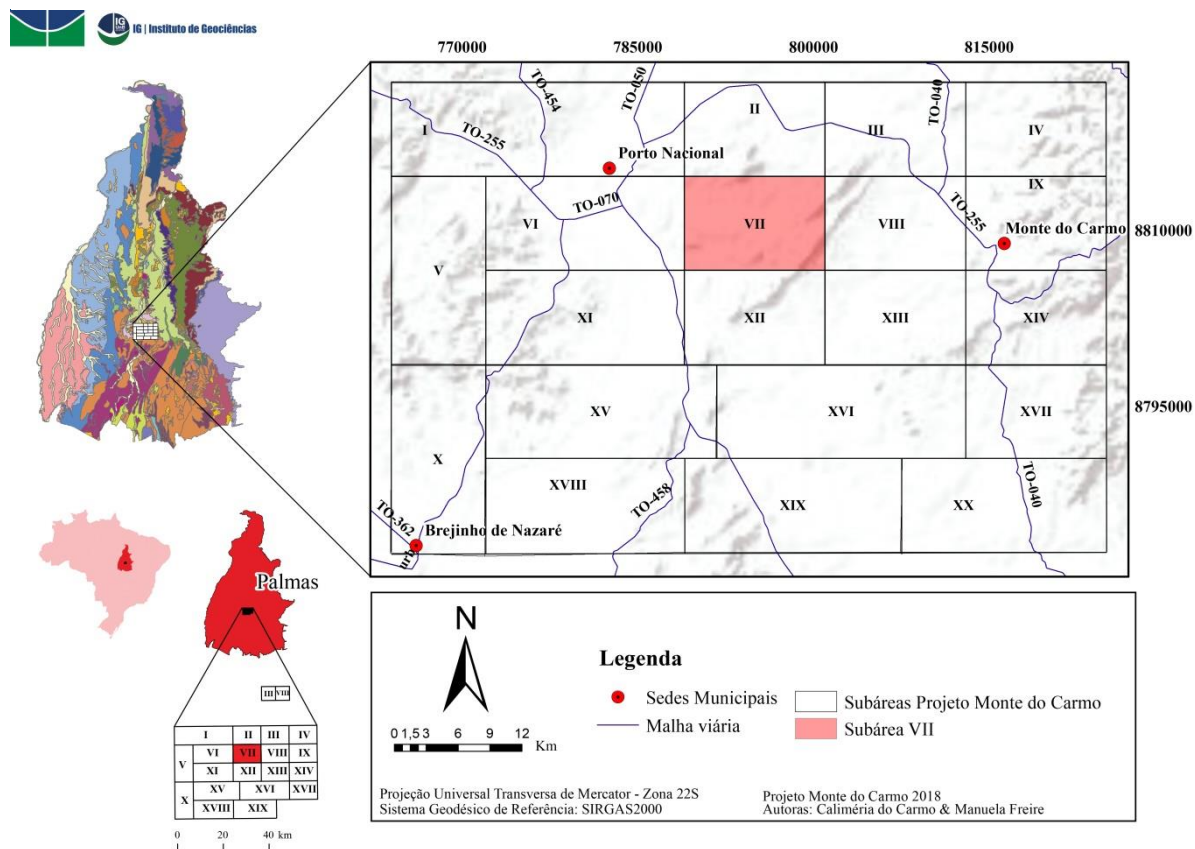 IG | Instituto de Geociências
770000
785000
800000
815000
8810000
8795000
TO-454
TO-050
TO-040
TO-255
TO-070
TO-255
TO-458
TO-040
TO-362
urb
I
II
III
IV
Porto Nacional
V
VI
VII
VIII
IX
Monte do Carmo
XI
XII
XIII
XIV
X
XV
XVI
XVII
XVIII
XIX
XX
Brejinho de Nazaré
Palmas
III VIII
I II III IV
V VI VII VIII IX
XI XII XIII XIV
X XV XVI XVII
XVIII XIX
0 20 40 km
N
0 1,5 3 6 9 12
Km
Legenda
Sedes Municipais
Malha viária
Subáreas Projeto Monte do Carmo
Subárea VII
Projeção Universal Transversa de Mercator - Zona 22S
Sistema Geodésico de Referência: SIRGAS2000
Projeto Monte do Carmo 2018
Autoras: Caliméria do Carmo & Manuela Freire